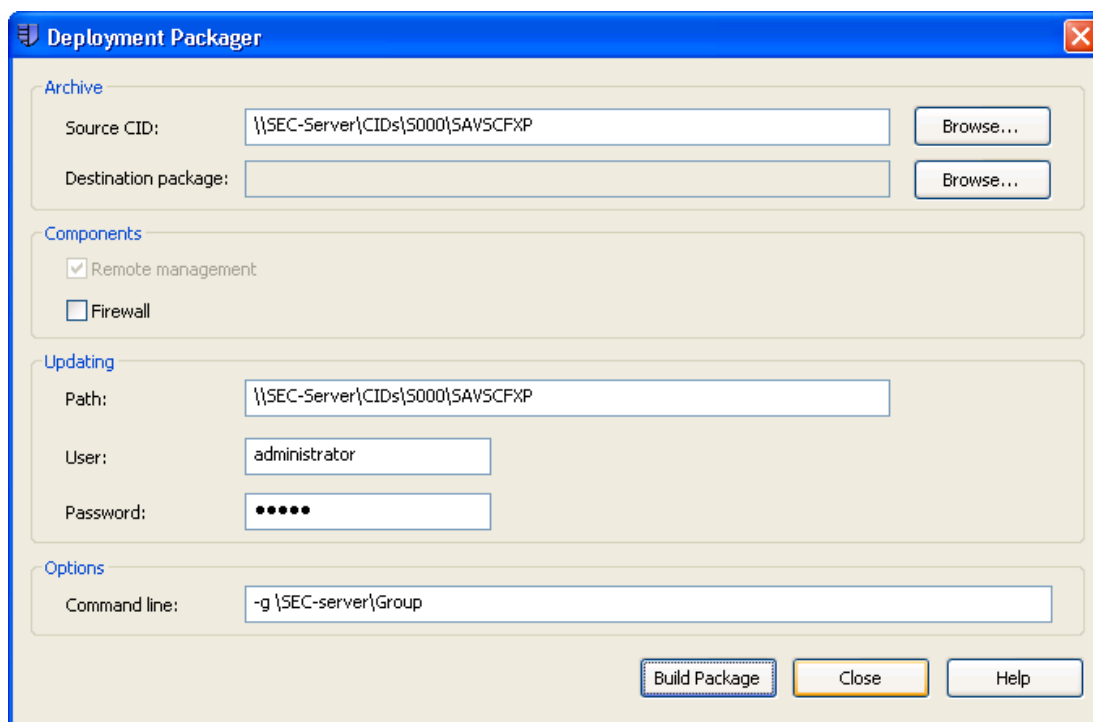 Deployment Packager
Archive
Source CID: \\SEC-Server\CIDs\S000\SAVSCFXP Browse...
Destination package: Browse...
Components
Remote management
Firewall
Updating
Path: \\SEC-Server\CIDs\S000\SAVSCFXP
User: administrator
Password: •••••
Options
Command line: -g \SEC-server\Group
Build Package Close Help